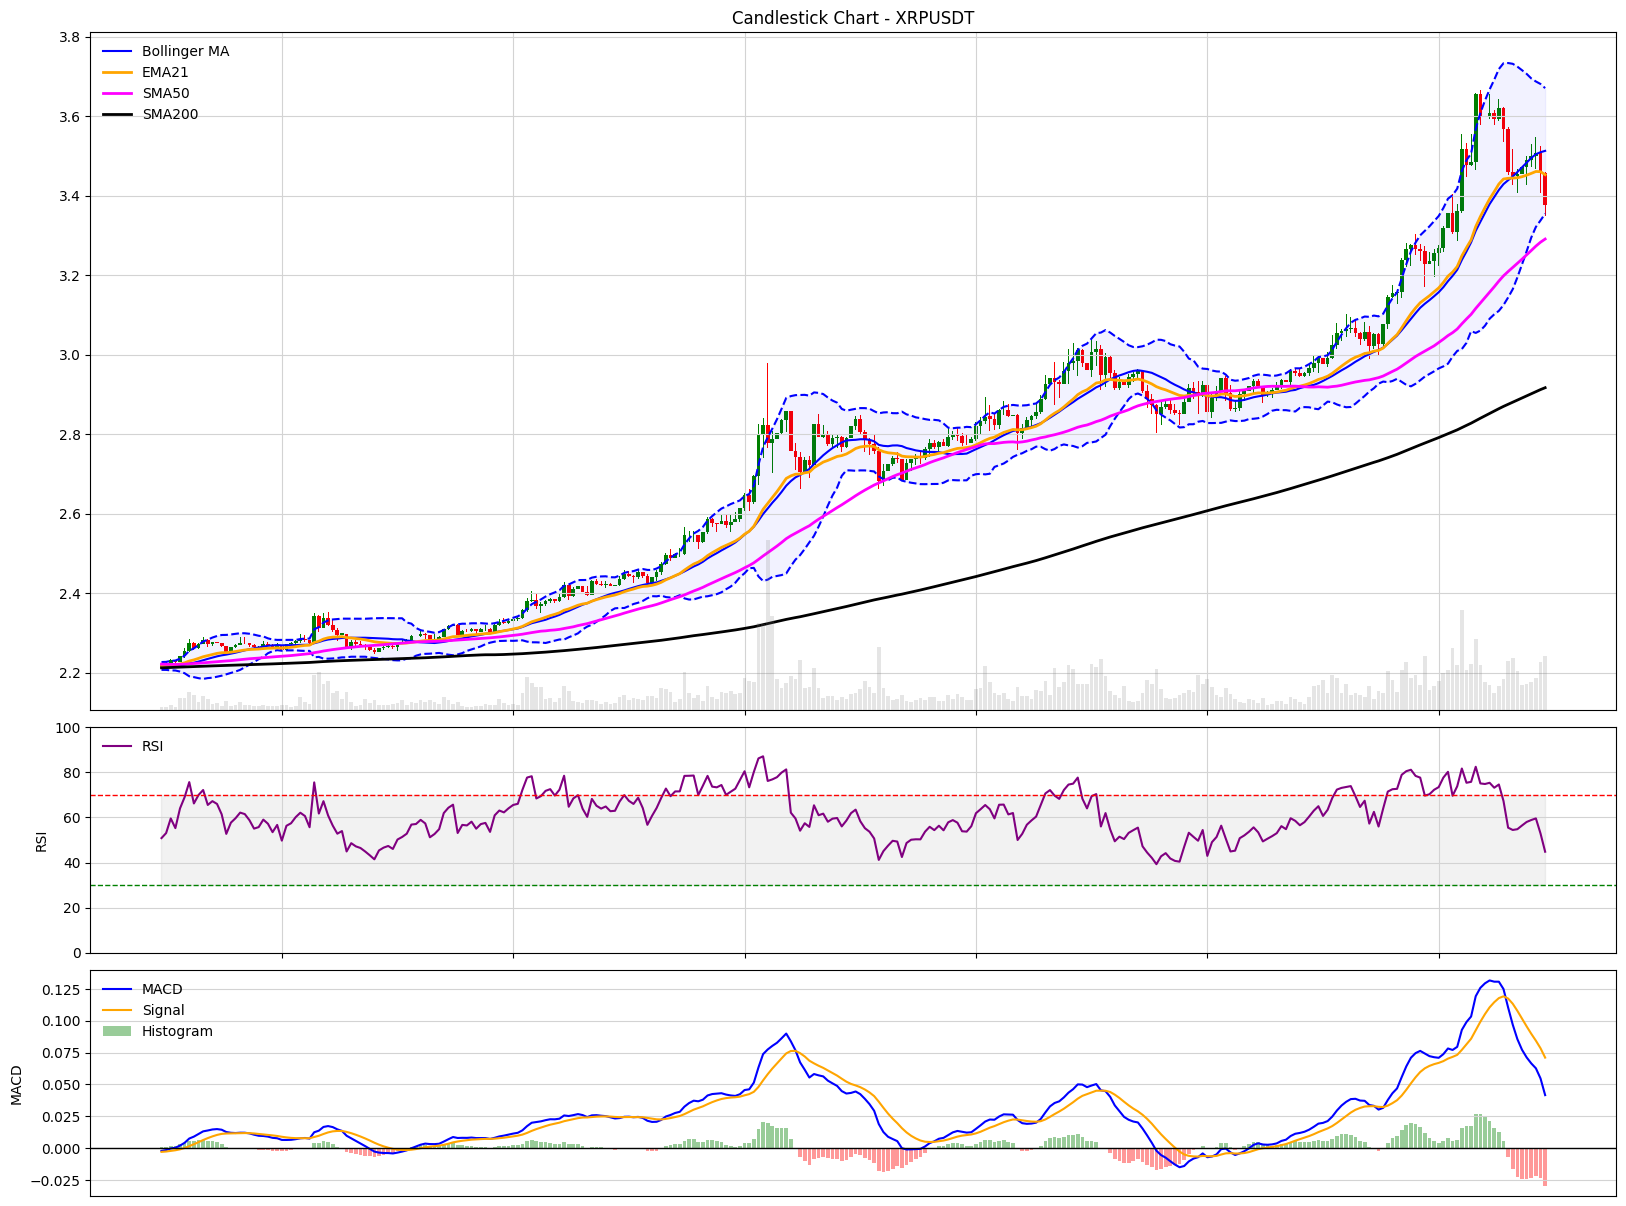 Candlestick Chart - XRPUSDT
3.8
3.6
3.4
3.2
3.0
2.8
2.6
2.4
2.2
Bollinger MA
EMA21
SMA50
SMA200
100
80
60
40
20
0
RSI
RSI
0.125
0.100
0.075
0.050
0.025
0.000
−0.025
MACD
MACD
Signal
Histogram